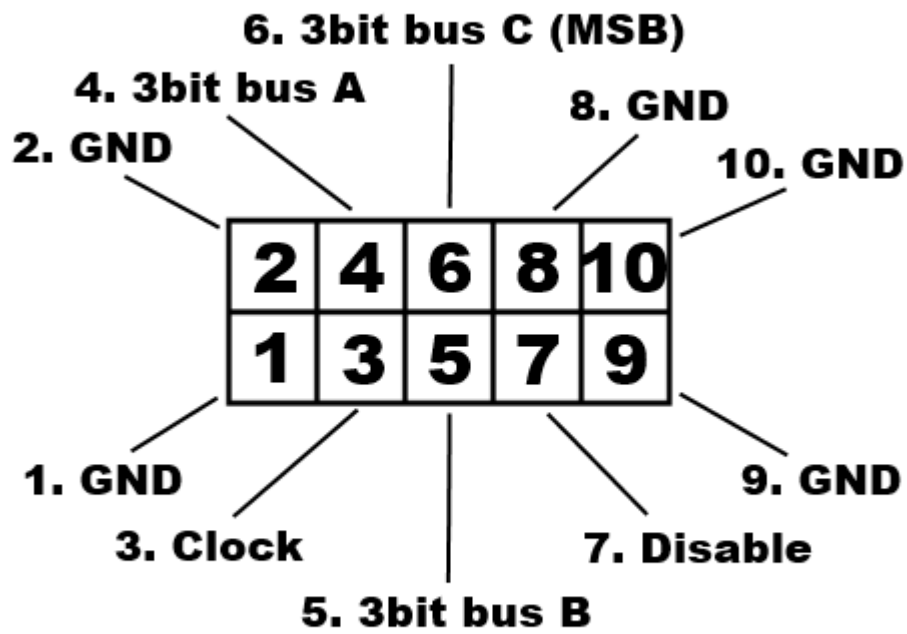 6. 3bit bus C (MSB)
4. 3bit bus A
8. GND
2. GND
10. GND
2 4 6 8 10
1 3 5 7 9
1. GND
9. GND
3. Clock
7. Disable
5. 3bit bus B